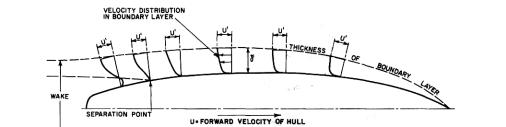 VELOCITY DISTRIBUTION
IN BOUNDARY LAYER
U'
U'
U'
U'
U'
U'
d
THICKNESS OF BOUNDARY LAYER
WAKE
SEPARATION POINT
U = FORWARD VELOCITY OF HULL